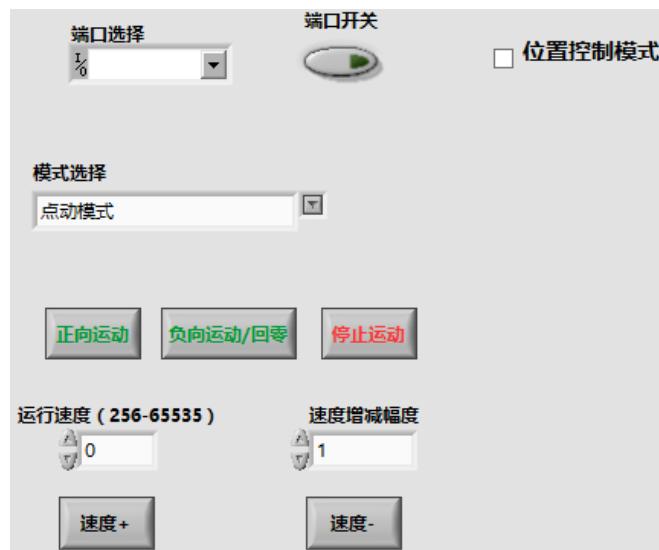 端口选择
端口开关
I/O
位置控制模式
模式选择
点动模式
正向运动
负向运动/回零
停止运动
运行速度（256-65535）
速度增减幅度
0
1
速度+
速度-